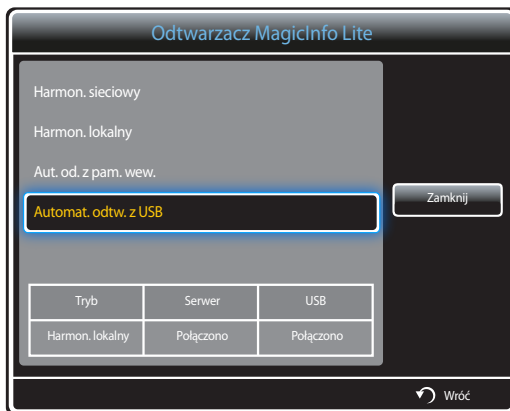 Odtwarzacz MagicInfo Lite
Harmon. sieciowy
Harmon. lokalny
Aut. od. z pam. wew.
Automat. odtw. z USB
Zamknij
Tryb Serwer USB
Harmon. lokalny Połączono Połączono
Wróć